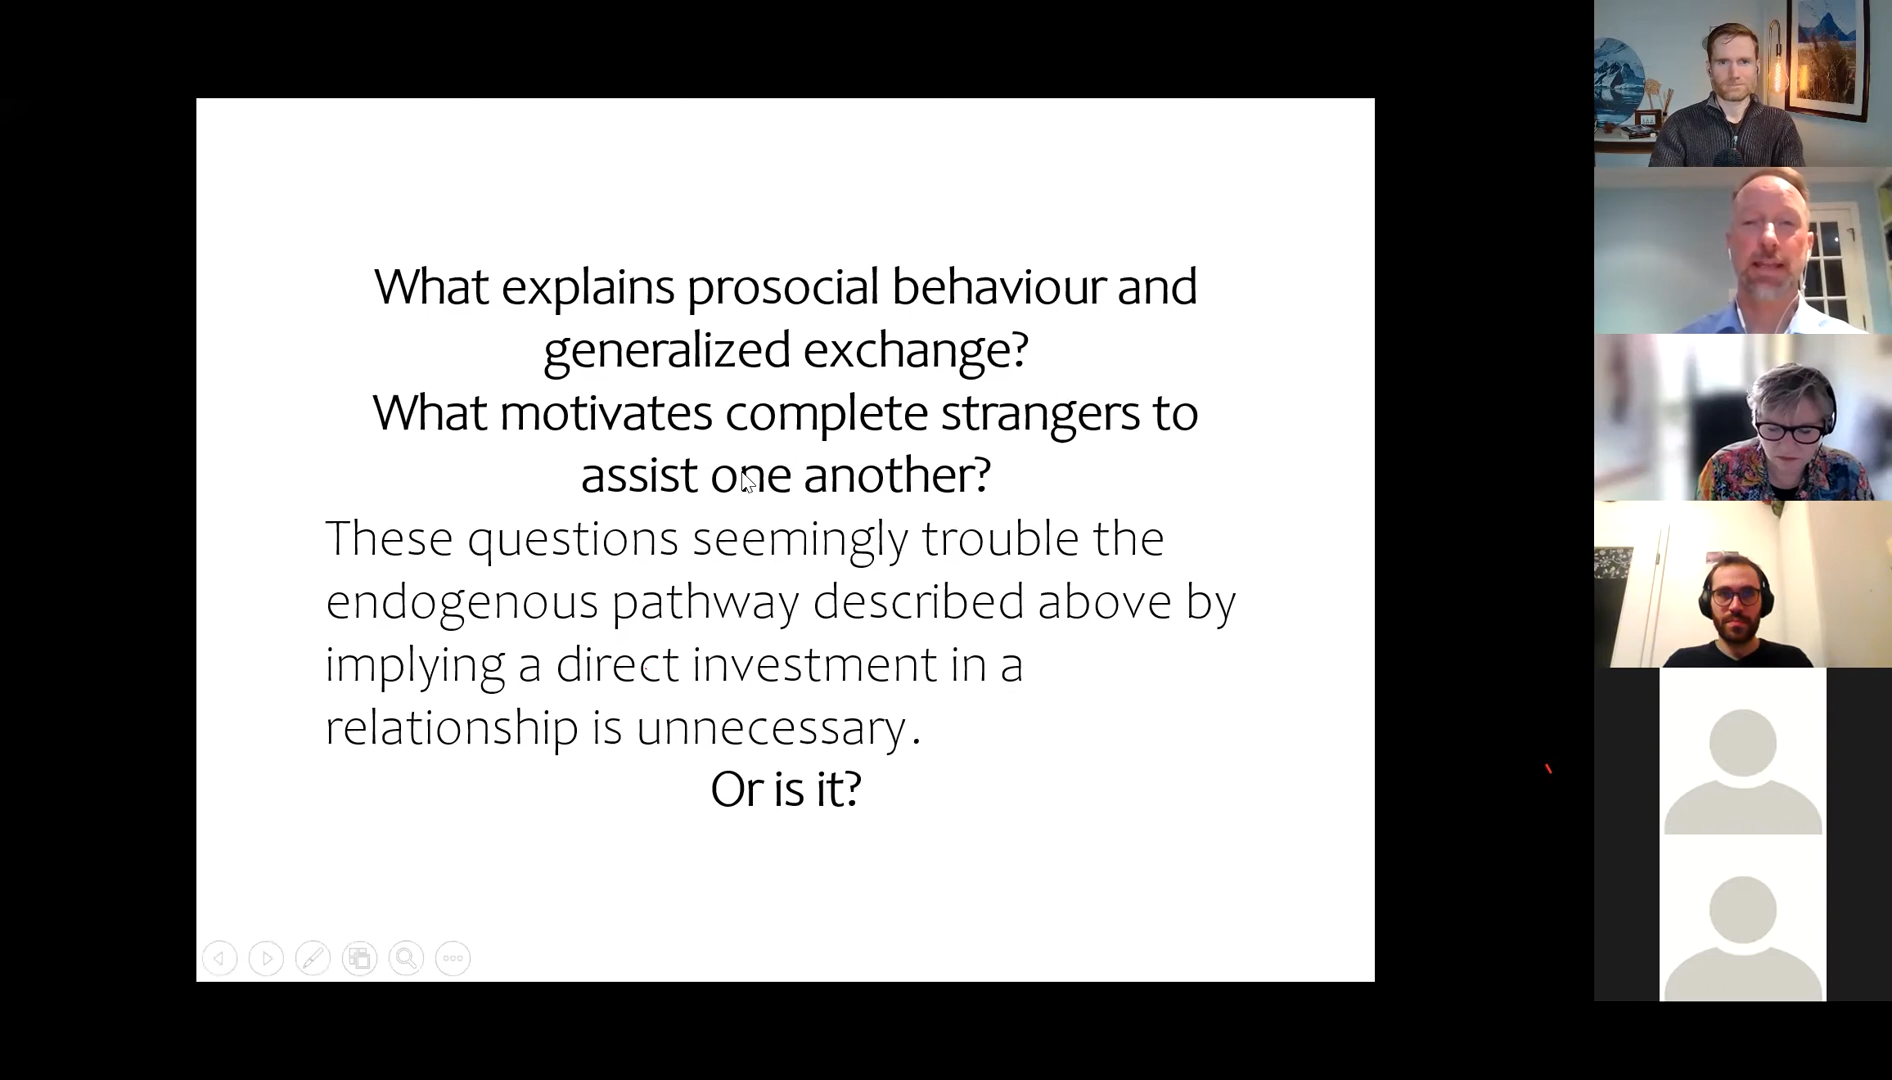 What explains prosocial behaviour and
generalized exchange?
What motivates complete strangers to
assist one another?
These questions seemingly trouble the
endogenous pathway described above by
implying a direct investment in a
relationship is unnecessary.
Or is it?